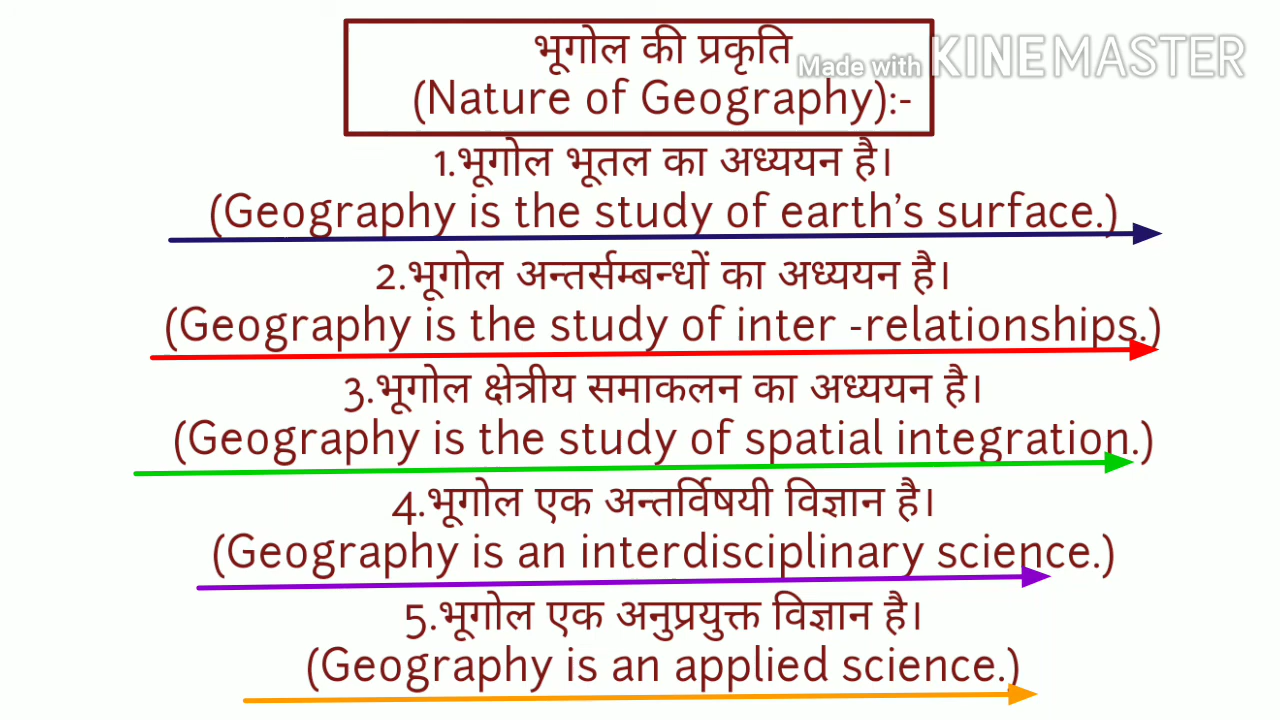 भूगोल की प्रकृति
Made with KINEMASTER
(Nature of Geography):-
1.भूगोल भूतल का अध्ययन है।
(Geography is the study of earth's surface.)
2.भूगोल अन्तर्सम्बन्धों का अध्ययन है।
(Geography is the study of inter -relationships.)
3.भूगोल क्षेत्रीय समाकलन का अध्ययन है।
(Geography is the study of spatial integration.)
4.भूगोल एक अन्तर्विषयी विज्ञान है।
(Geography is an interdisciplinary science.)
5.भूगोल एक अनुप्रयुक्त विज्ञान है।
(Geography is an applied science.)